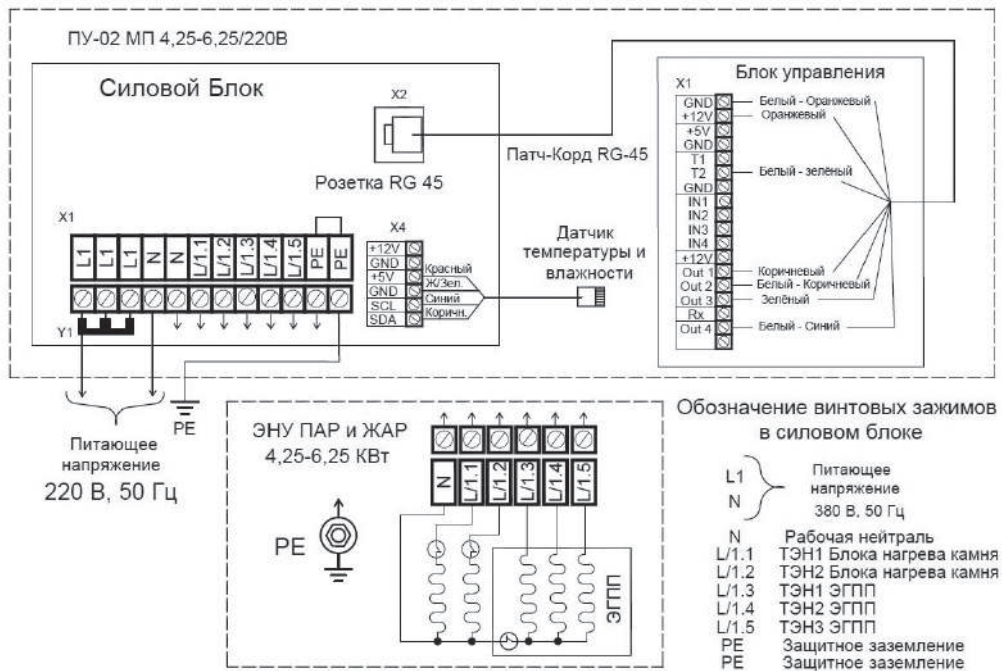 ПУ-02 МП 4,25-6,25/220В
Силовой Блок
X2
Розетка RG 45
Патч-Корд RG-45
Блок управления
X1
GND
+12V
+5V
GND
T1
T2
GND
IN1
IN2
IN3
IN4
+12V
Out 1
Out 2
Out 3
Rx
Out 4
Белый - Оранжевый
Оранжевый
Белый - зелёный
Коричневый
Белый - Коричневый
Зелёный
Белый - Синий
X1
L1
L1
L1
N
N
L/1.1
L/1.2
L/1.3
L/1.4
L/1.5
PE
PE
Y1
X4
+12V
GND
+5V
GND
SCL
SDA
Красный
Ж/Зел.
Синий
Коричн.
Датчик
температуры и
влажности
Питающее
напряжение
220 В, 50 Гц
PE
ЭНУ ПАР и ЖАР
4,25-6,25 КВт
PE
N
L/1.1
L/1.2
L/1.3
L/1.4
L/1.5
ЭГПП
Обозначение винтовых зажимов
в силовом блоке
L1
N
Питающее
напряжение
380 В, 50 Гц
N Рабочая нейтраль
L/1.1 ТЭН1 Блока нагрева камня
L/1.2 ТЭН2 Блока нагрева камня
L/1.3 ТЭН1 ЭГПП
L/1.4 ТЭН2 ЭГПП
L/1.5 ТЭН3 ЭГПП
PE Защитное заземление
PE Защитное заземление